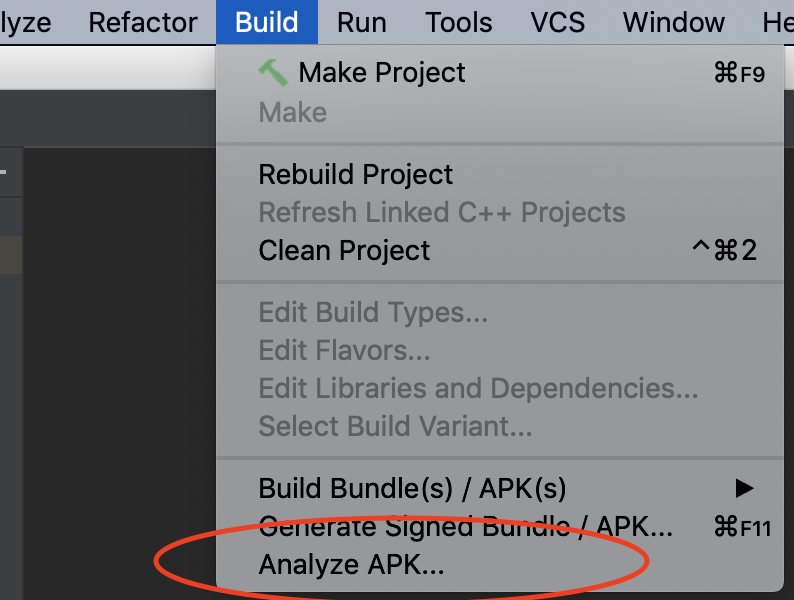 lyze Refactor Build Run Tools VCS Window He
Make Project ⌘F9
Make
Rebuild Project
Refresh Linked C++ Projects
Clean Project ^⌘2
Edit Build Types...
Edit Flavors...
Edit Libraries and Dependencies...
Select Build Variant...
Build Bundle(s) / APK(s) ▶
Generate Signed Bundle / APK... ⌘F11
Analyze APK...